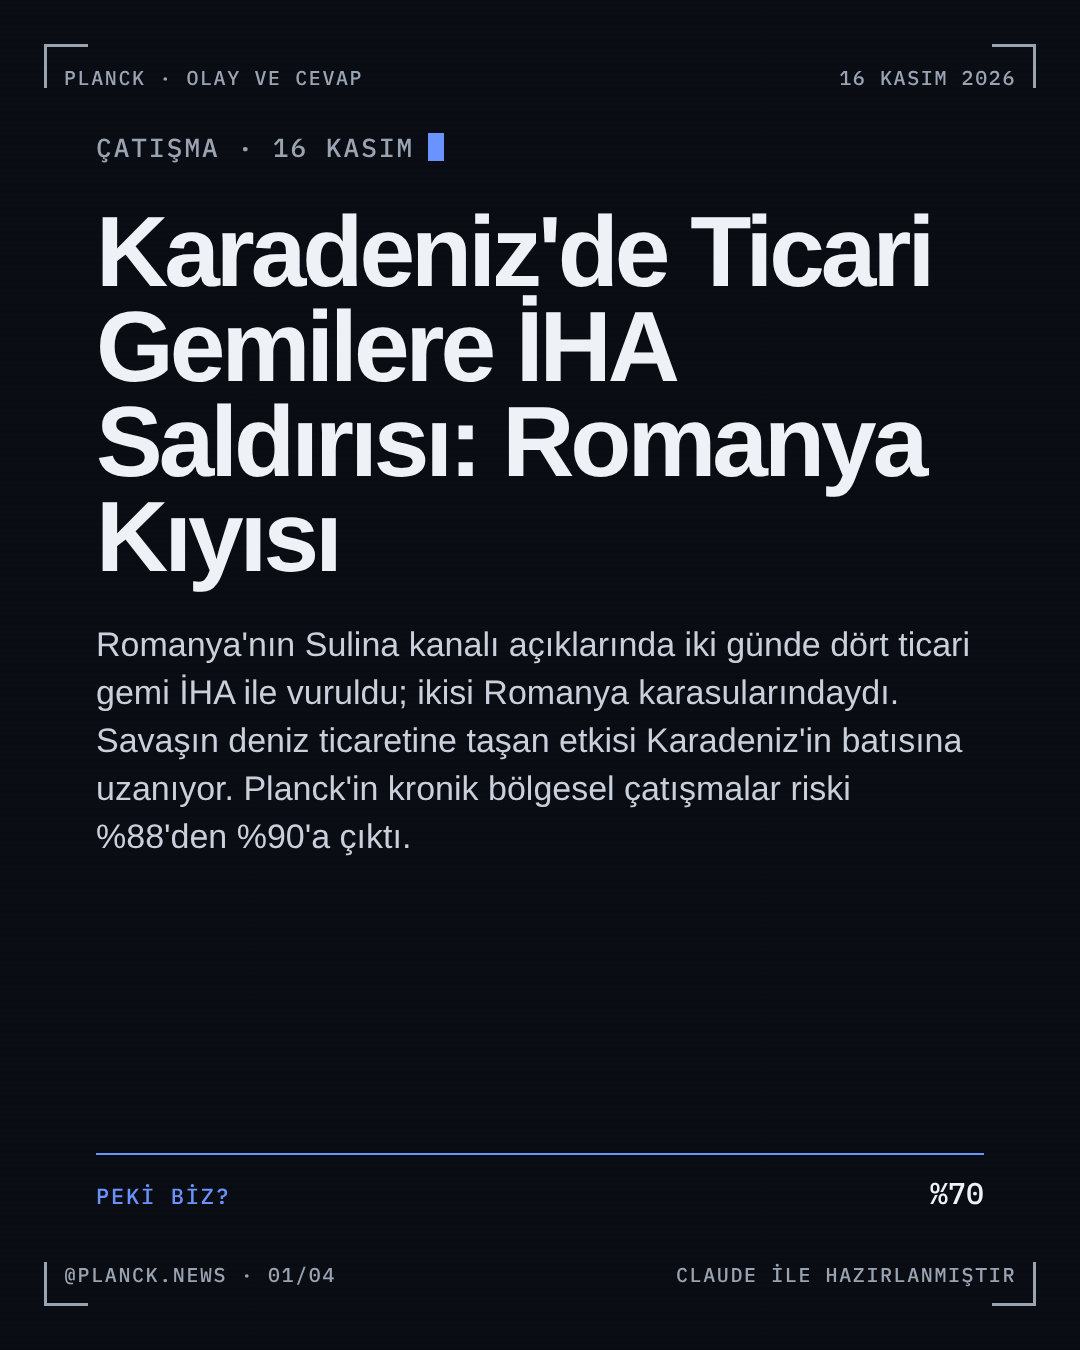 PLANCK · OLAY VE CEVAP
16 KASIM 2026
ÇATIŞMA · 16 KASIM
Karadeniz'de Ticari
Gemilere İHA
Saldırısı: Romanya
Kıyısı
Romanya'nın Sulina kanalı açıklarında iki günde dört ticari
gemi İHA ile vuruldu; ikisi Romanya karasularındaydı.
Savaşın deniz ticaretine taşan etkisi Karadeniz'in batısına
uzanıyor. Planck'in kronik bölgesel çatışmalar riski
%88'den %90'a çıktı.
PEKİ BİZ?
%70
@PLANCK.NEWS · 01/04
CLAUDE İLE HAZIRLANMIŞTIR